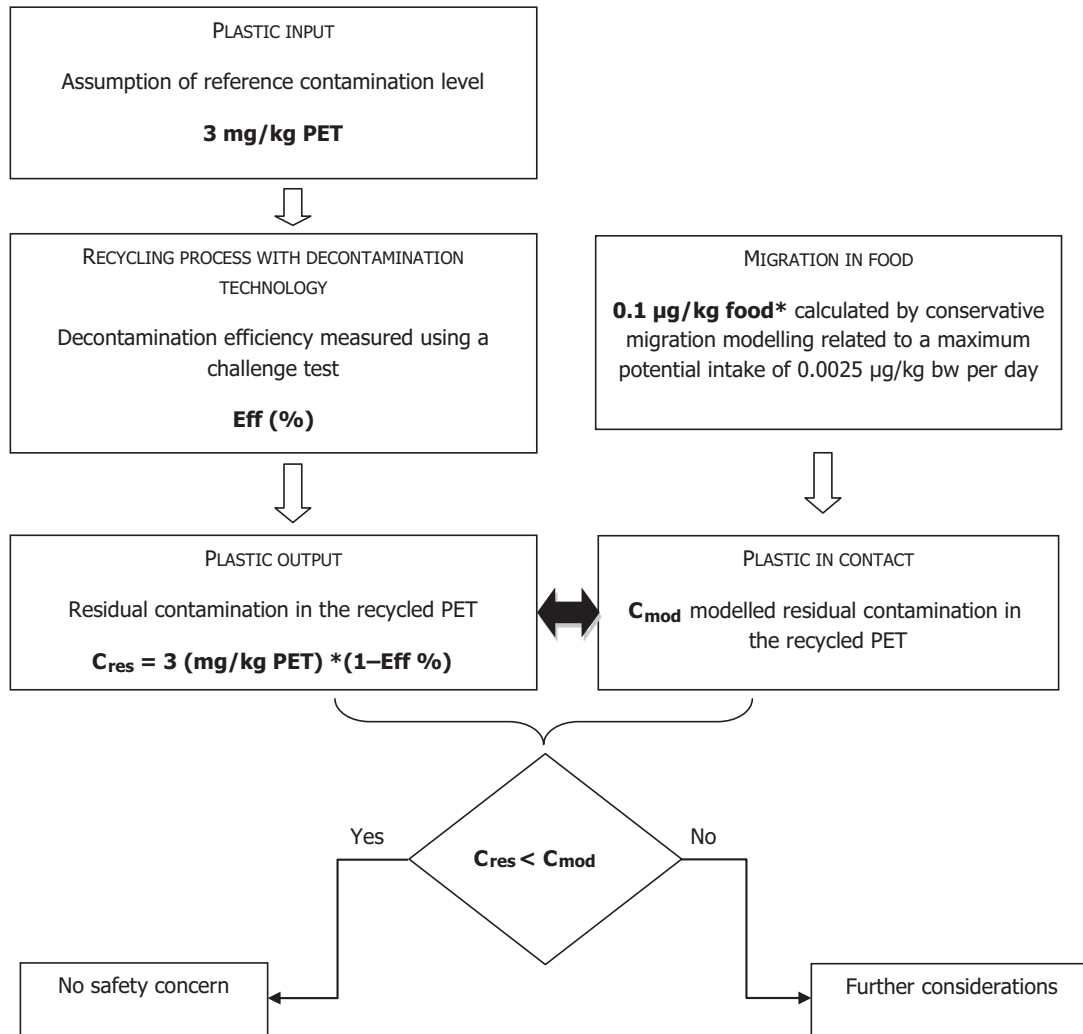 PLASTIC INPUT
Assumption of reference contamination level
3 mg/kg PET
RECYCLING PROCESS WITH DECONTAMINATION
TECHNOLOGY
Decontamination efficiency measured using a
challenge test
Eff (%)
MIGRATION IN FOOD
0.1 µg/kg food* calculated by conservative
migration modelling related to a maximum
potential intake of 0.0025 µg/kg bw per day
PLASTIC OUTPUT
Residual contamination in the recycled PET
Cres = 3 (mg/kg PET) *(1–Eff %)
PLASTIC IN CONTACT
Cmod modelled residual contamination in
the recycled PET
Yes
No
Cres < Cmod
No safety concern
Further considerations